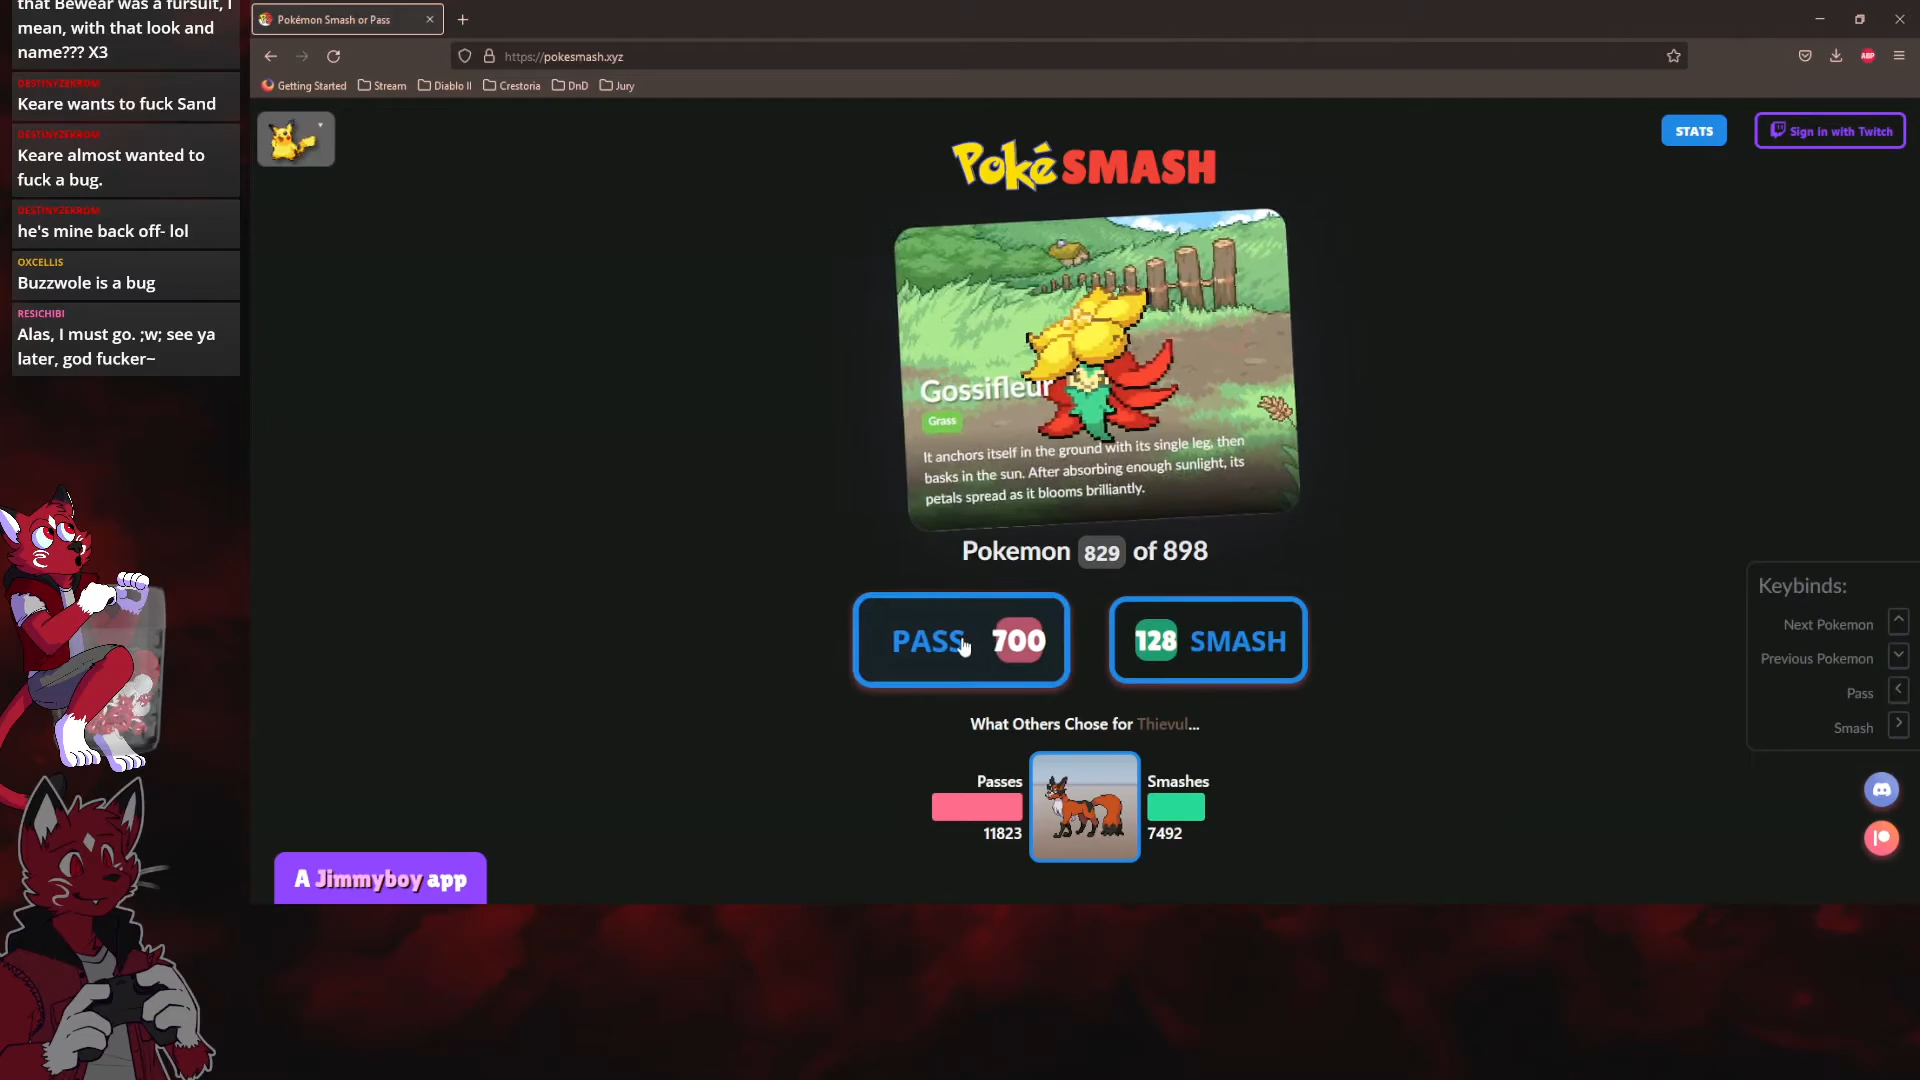 that Bewear was a fursuit, I
mean, with that look and
name??? X3
DESTINYZEKROM
Keare wants to fuck Sand
DESTINYZEKROM
Keare almost wanted to
fuck a bug.
DESTINYZEKROM
he's mine back off- lol
OXCELLIS
Buzzwole is a bug
RESICHIBI
Alas, I must go. ;w; see ya
later, god fucker~
Pokémon Smash or Pass
https://pokesmash.xyz
ABP
Getting Started
Stream
Diablo II
Crestoria
DnD
Jury
STATS
Sign in with Twitch
Poké SMASH
Gossifleur
Grass
It anchors itself in the ground with its single leg, then
basks in the sun. After absorbing enough sunlight, its
petals spread as it blooms brilliantly.
Pokemon 829 of 898
PASS 700
128 SMASH
What Others Chose for Thievul...
Passes
11823
Smashes
7492
Keybinds:
Next Pokemon
Previous Pokemon
Pass
Smash
A Jimmyboy app